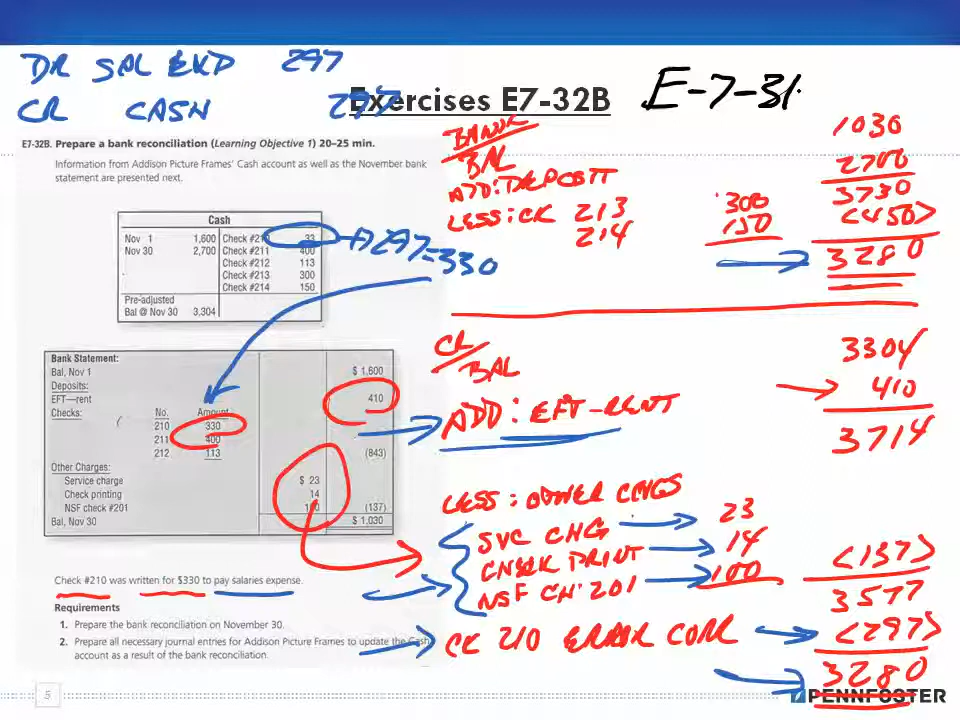 DR SAL EXP 297
CR CASH 297
Exercises E7-32B
E-7-31
E7-32B. Prepare a bank reconciliation (Learning Objective 1) 20–25 min.
Information from Addison Picture Frames' Cash account as well as the November bank
statement are presented next.
Cash
Nov 1 1,600 Check #210 33
Nov 30 2,700 Check #211 400
Check #212 113
Check #213 300
Check #214 150
Pre-adjusted
Bal @ Nov 30 3,304
+297=330
Bank Statement:
Bal, Nov 1 $ 1,600
Deposits:
EFT—rent 410
Checks: No. Amount
210 330
211 400
212 113 (843)
Other Charges:
Service charge $ 23
Check printing 14
NSF check #201 100 (137)
Bal, Nov 30 $ 1,030
Check #210 was written for $330 to pay salaries expense.
Requirements
1. Prepare the bank reconciliation on November 30.
2. Prepare all necessary journal entries for Addison Picture Frames to update the Cash
account as a result of the bank reconciliation.
BANK
BAL 1030
ADD: DEPOSIT 2700
3730
LESS: CK 213 300
214 150 <450>
3280
CK
BAL 3304
410
ADD: EFT-RENT
3714
LESS: OTHER CHGS
SVC CHG 23
CHECK PRINT 14
NSF CK 201 100 <137>
3577
CK 210 ERROR CORR <297>
3280
5
PENNFOSTER